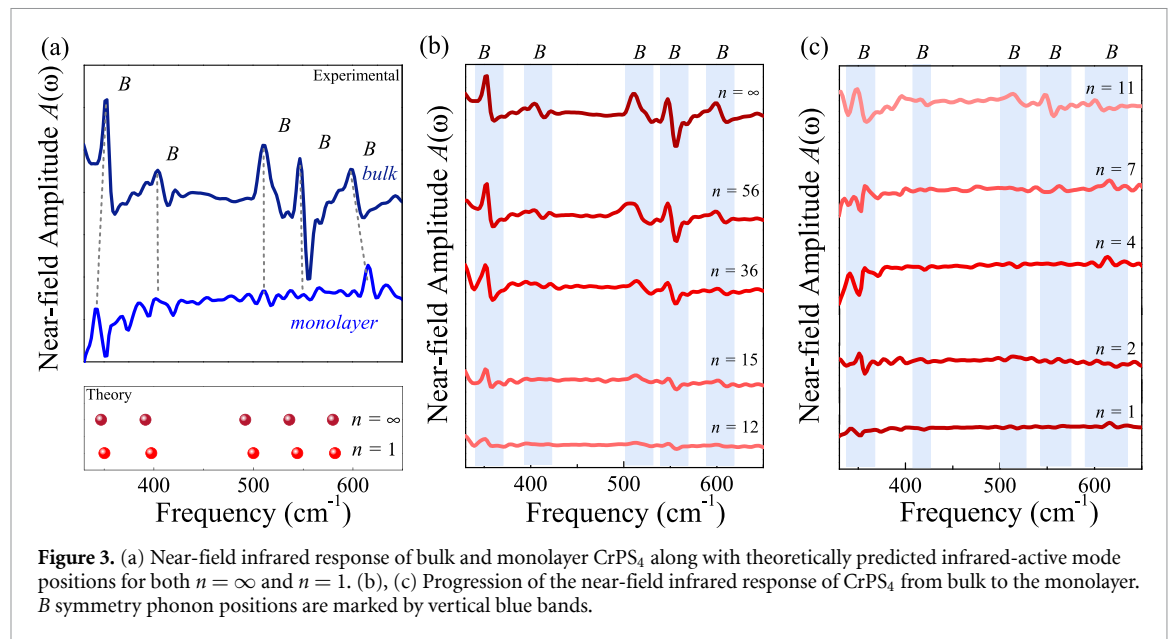 (a)
Near-field Amplitude A(ω)
Experimental
B
B
B
B
B
bulk
monolayer
Theory
n = ∞
n = 1
400
500
600
Frequency (cm⁻¹)
(b)
B
B
B
B
B
Near-field Amplitude A(ω)
n = ∞
n = 56
n = 36
n = 15
n = 12
400
500
600
Frequency (cm⁻¹)
(c)
B
B
B
B
B
Near-field Amplitude A(ω)
n = 11
n = 7
n = 4
n = 2
n = 1
400
500
600
Frequency (cm⁻¹)
Figure 3. (a) Near-field infrared response of bulk and monolayer CrPS₄ along with theoretically predicted infrared-active mode
positions for both n = ∞ and n = 1. (b), (c) Progression of the near-field infrared response of CrPS₄ from bulk to the monolayer.
B symmetry phonon positions are marked by vertical blue bands.